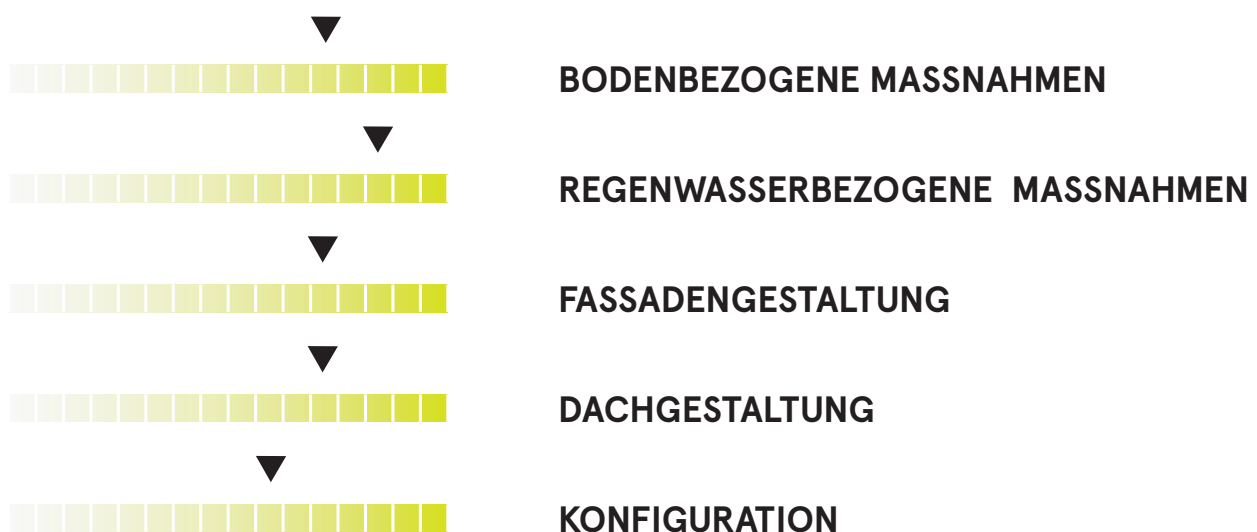 BODENBEZOGENE MASSNAHMEN
REGENWASSERBEZOGENE MASSNAHMEN
FASSADENGESTALTUNG
DACHGESTALTUNG
KONFIGURATION